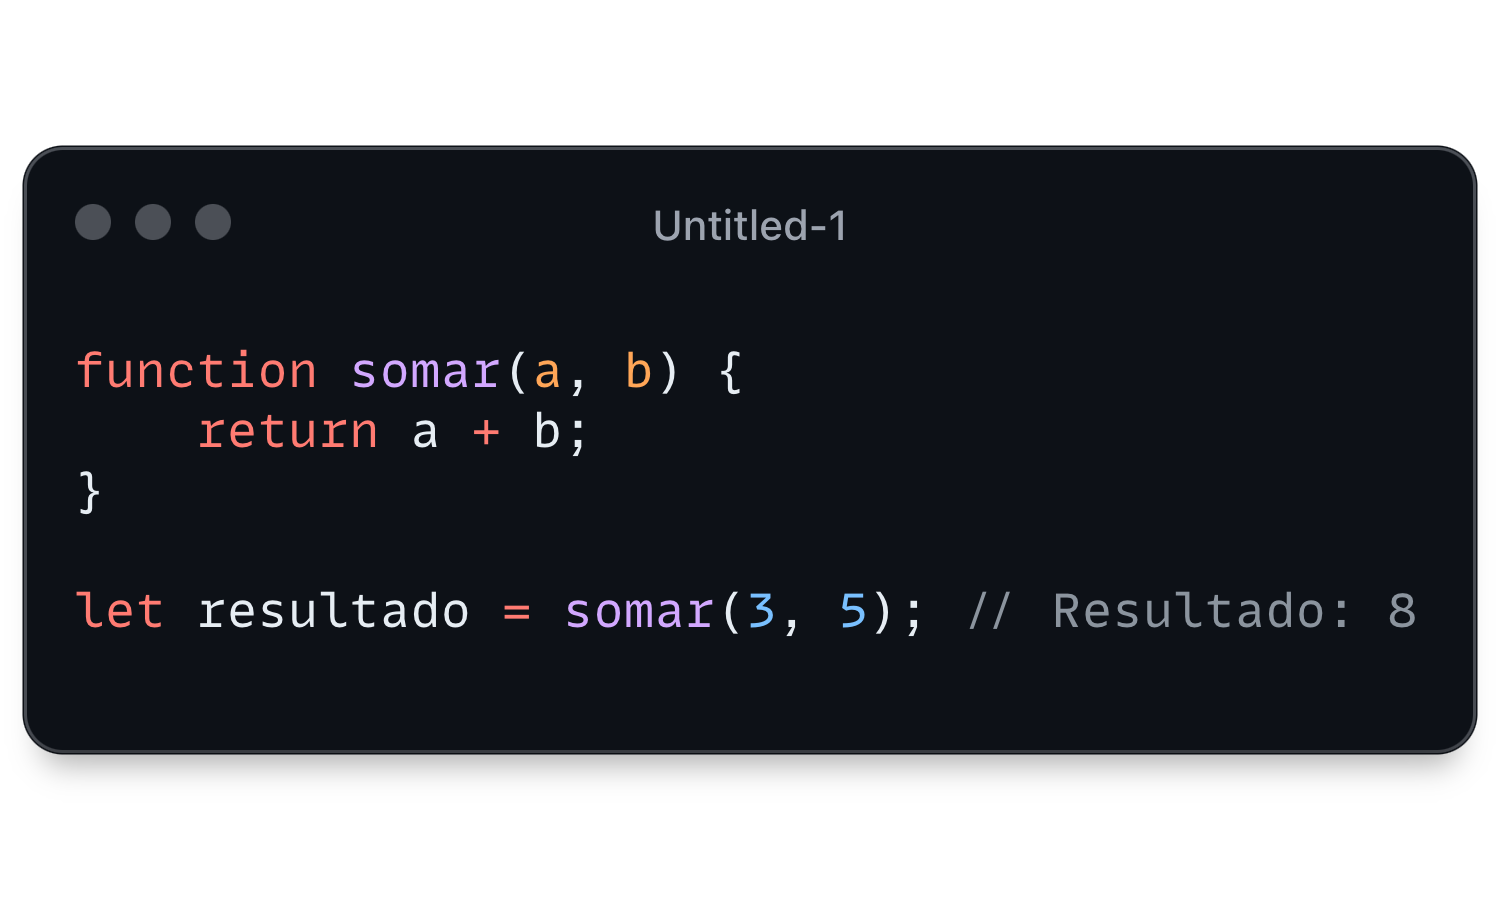 Untitled-1
function somar(a, b) {
    return a + b;
}
let resultado = somar(3, 5); // Resultado: 8